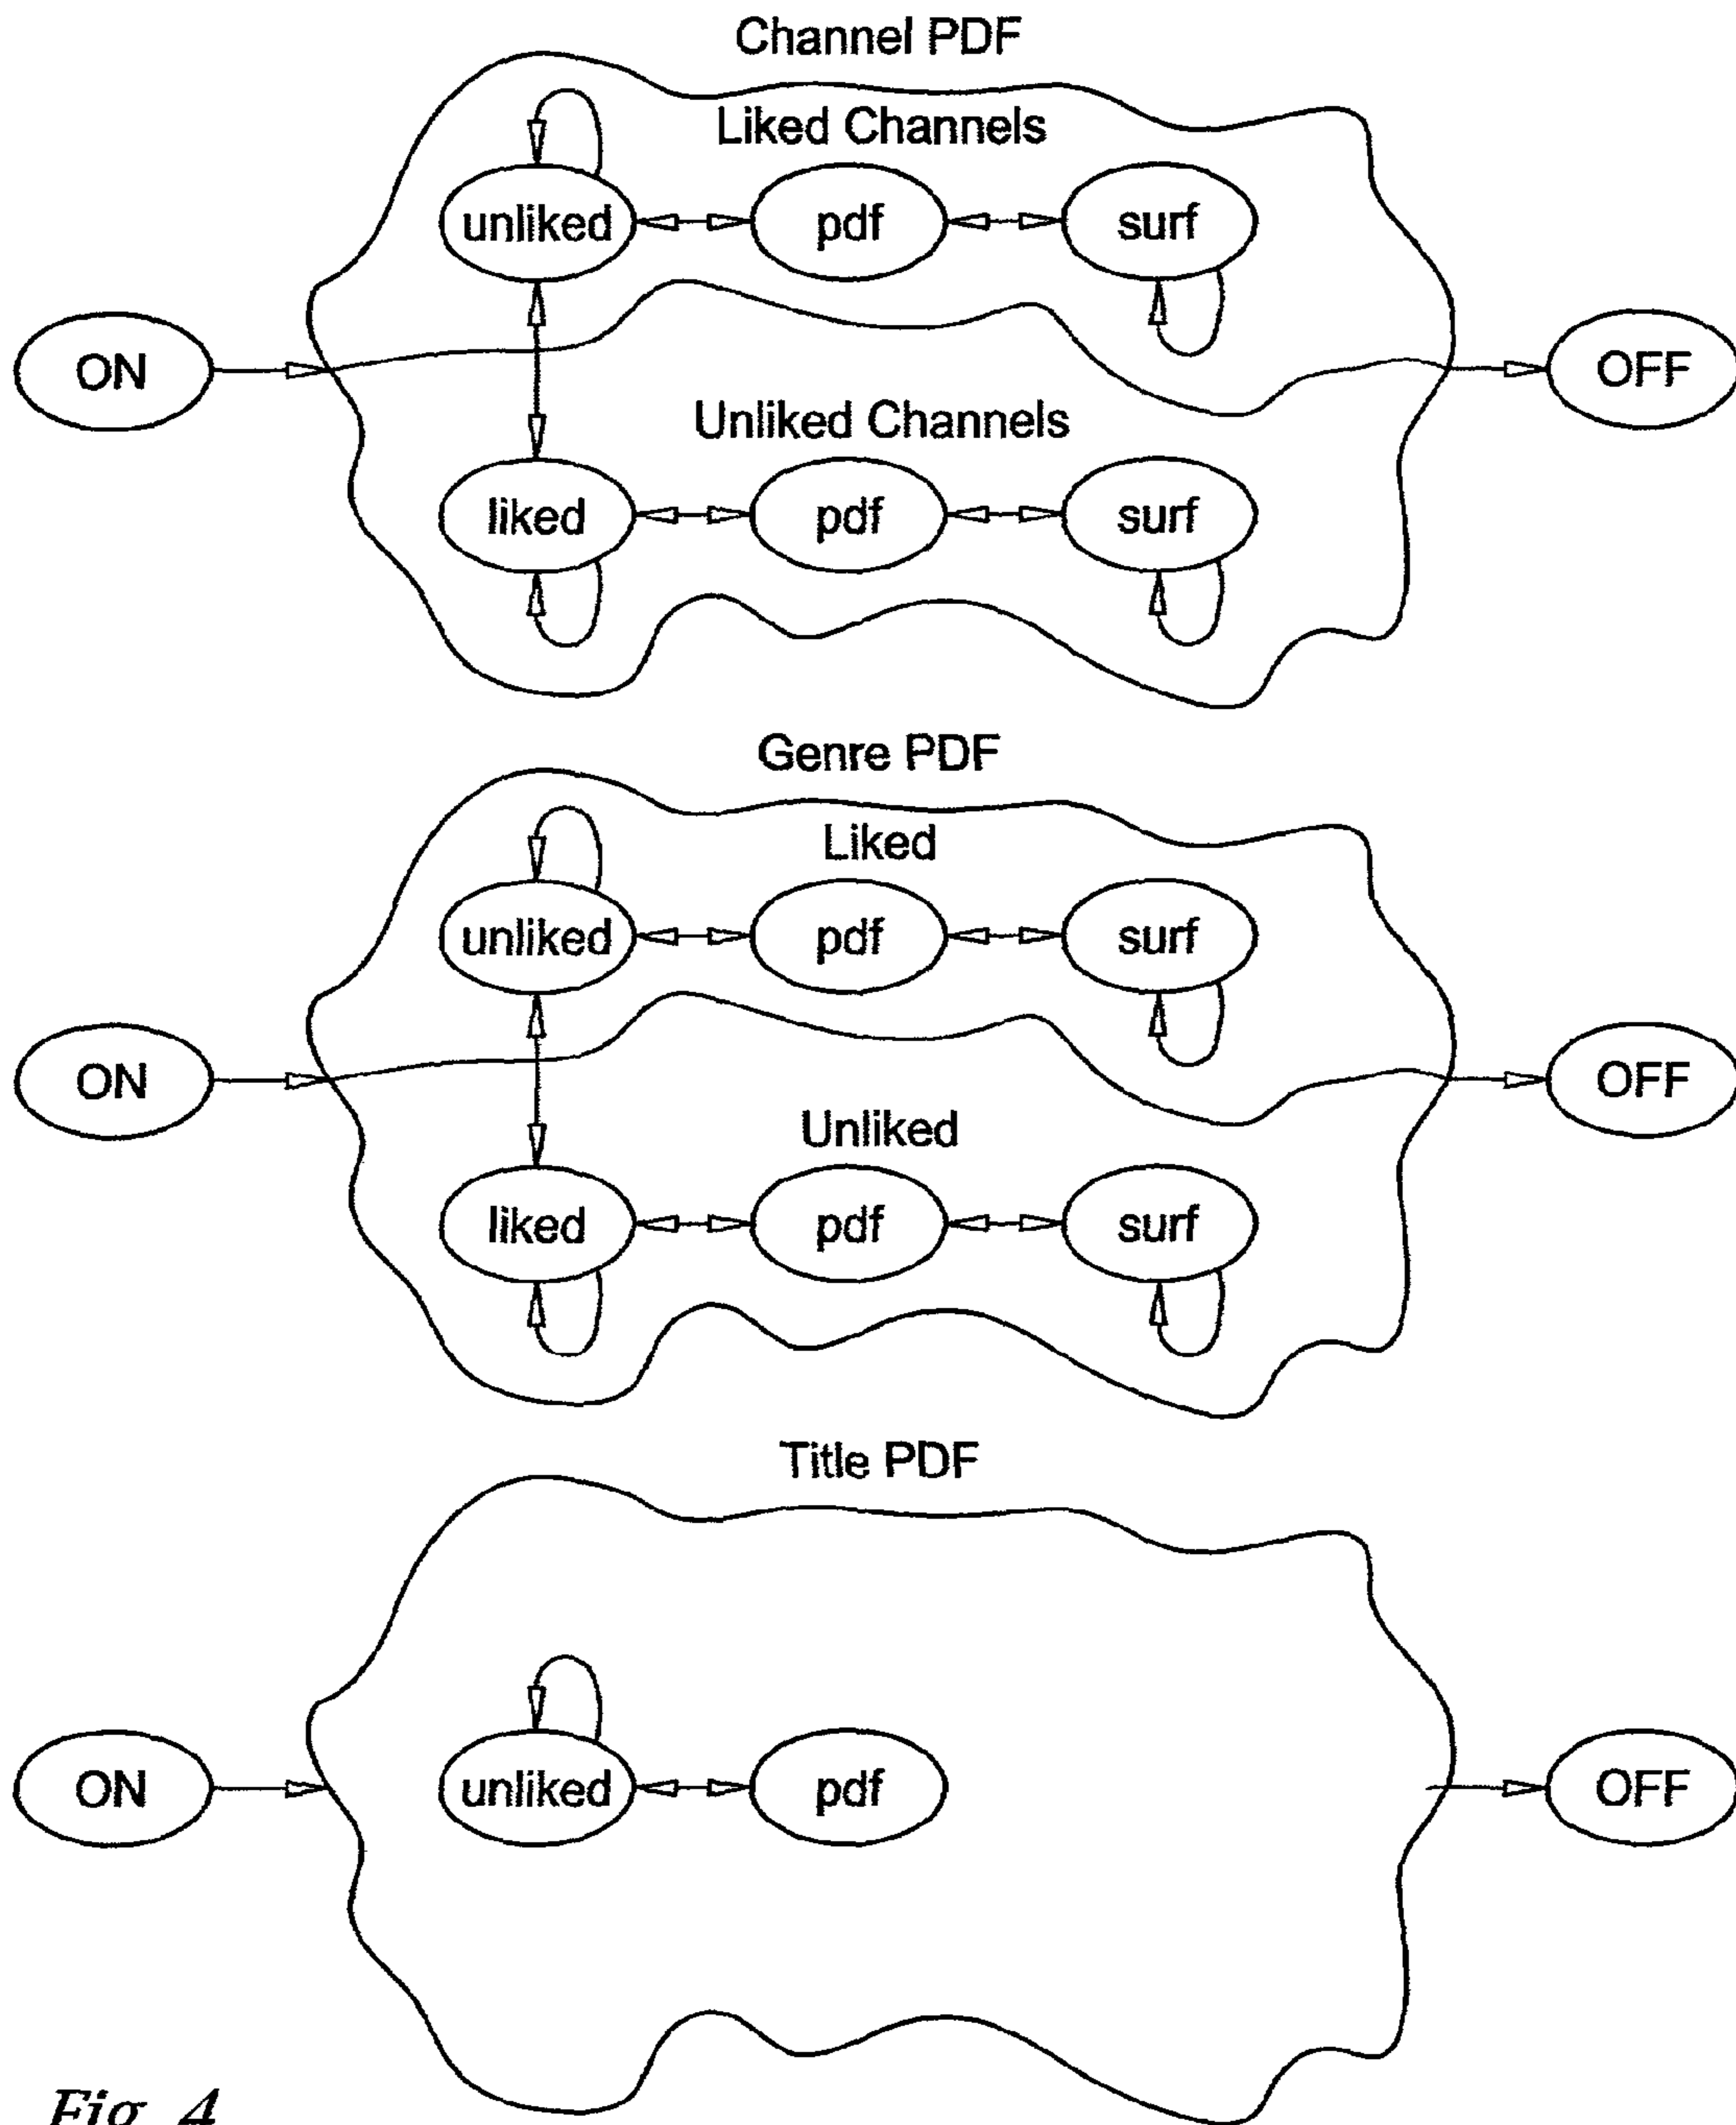 Channel PDF
Liked Channels
unliked pdf surf
ON OFF
Unliked Channels
liked pdf surf
Genre PDF
Liked
unliked pdf surf
ON OFF
Unliked
liked pdf surf
Title PDF
ON unliked pdf OFF
Fig 4